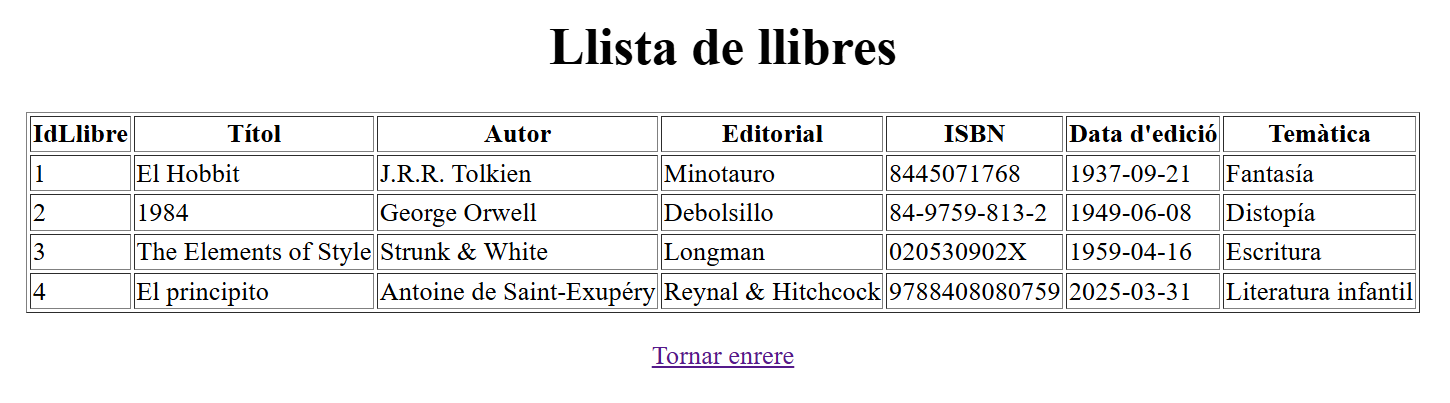 Llista de llibres
IdLlibre Títol Autor Editorial ISBN Data d'edició Temàtica
1 El Hobbit J.R.R. Tolkien Minotauro 8445071768 1937-09-21 Fantasía
2 1984 George Orwell Debolsillo 84-9759-813-2 1949-06-08 Distopía
3 The Elements of Style Strunk & White Longman 020530902X 1959-04-16 Escritura
4 El principito Antoine de Saint-Exupéry Reynal & Hitchcock 9788408080759 2025-03-31 Literatura infantil
Tornar enrere